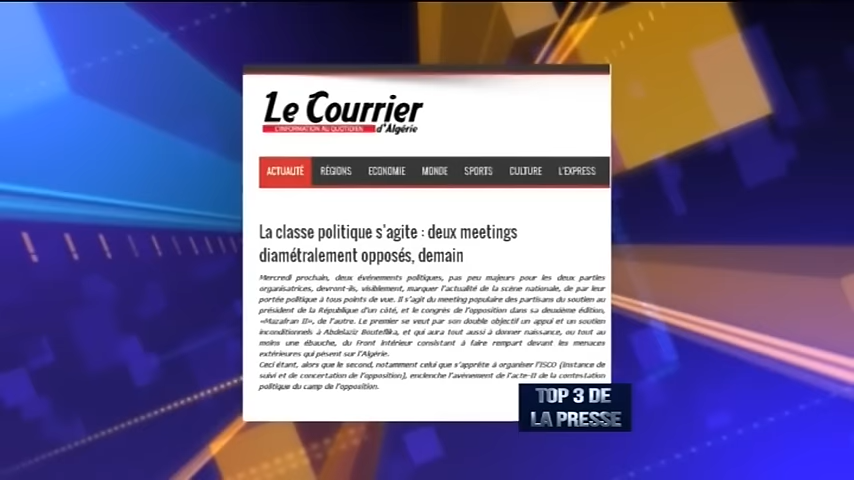 Le Courrier
L'INFORMATION AU QUOTIDIEN d'Algérie
ACTUALITÉ RÉGIONS ECONOMIE MONDE SPORTS CULTURE L'EXPRESS
La classe politique s'agite : deux meetings
diamétralement opposés, demain
Mercredi prochain, deux événements politiques, pas peu majeurs pour les deux parties
organisatrices, devront-ils, visiblement, marquer l'actualité de la scène nationale, de par leur
portée politique à tous points de vue. Il s'agit du meeting populaire des partisans du soutien au
président de la République d'un côté, et le congrès de l'opposition dans sa deuxième édition,
«Mazafran II», de l'autre. Le premier se veut par son double objectif un appui et un soutien
inconditionnels à Abdelaziz Bouteflika, et qui aura tout aussi à donner naissance, ou tout au
moins une ébauche, du Front Intérieur consistant à faire rempart devant les menaces
extérieures qui pèsent sur l'Algérie.
Ceci étant, alors que le second, notamment celui que s'apprête à organiser l'ISCO (Instance de
suivi et de concertation de l'opposition), enclenche l'avènement de l'acte-II de la contestation
politique du camp de l'opposition.
TOP 3 DE
LA PRESSE